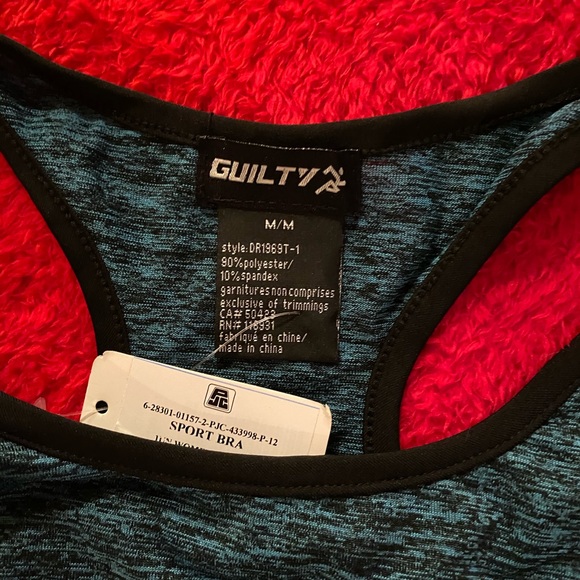 GUILTY
M/M
style:DR1969T-1
90%polyester/
10%spandex
garnitures non comprises
exclusive of trimmings
CA# 50423
RN# 118931
fabriqué en chine/
made in china
PJC
6-28301-01157-2-PJC-433998-P-12
SPORT BRA